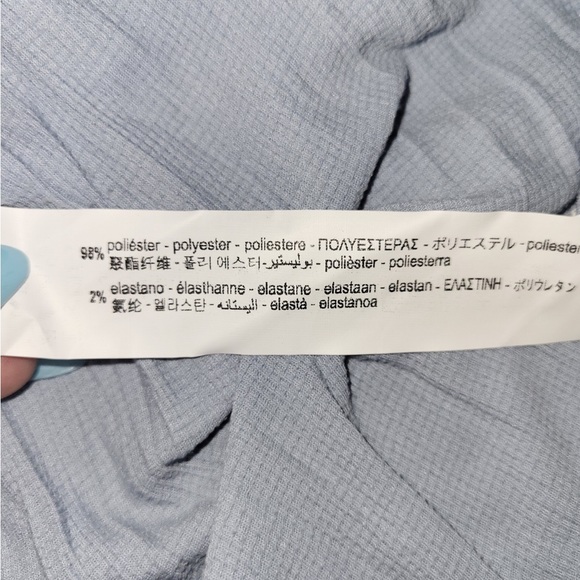 98% poliéster - polyester - poliestere - ΠΟΛΥΕΣΤΕΡΑΣ - ポリエステル - poliester
聚酯纤维 - 폴리 에스터 - بوليستير - polièster - poliesterra
2% elastano - élasthanne - elastane - elastaan - elastan - ΕΛΑΣΤΙΝΗ - ポリウレタン
氨纶 - 엘라스탄 - اليستانه - elastà - elastanoa